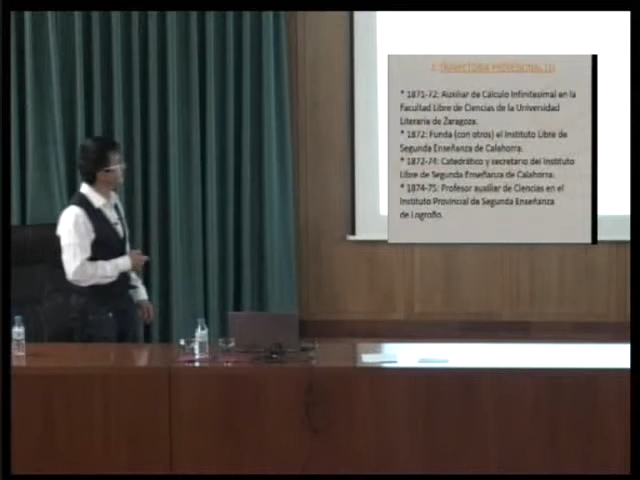 2.TRAYECTORIA PROFESIONAL (1)
* 1871-72: Auxiliar de Cálculo Infinitesimal en la
Facultad Libre de Ciencias de la Universidad
Literaria de Zaragoza.
* 1872: Funda (con otros) el Instituto Libre de
Segunda Enseñanza de Calahorra.
* 1872-74: Catedrático y secretario del Instituto
Libre de Segunda Enseñanza de Calahorra.
* 1874-75: Profesor auxiliar de Ciencias en el
Instituto Provincial de Segunda Enseñanza
de Logroño.